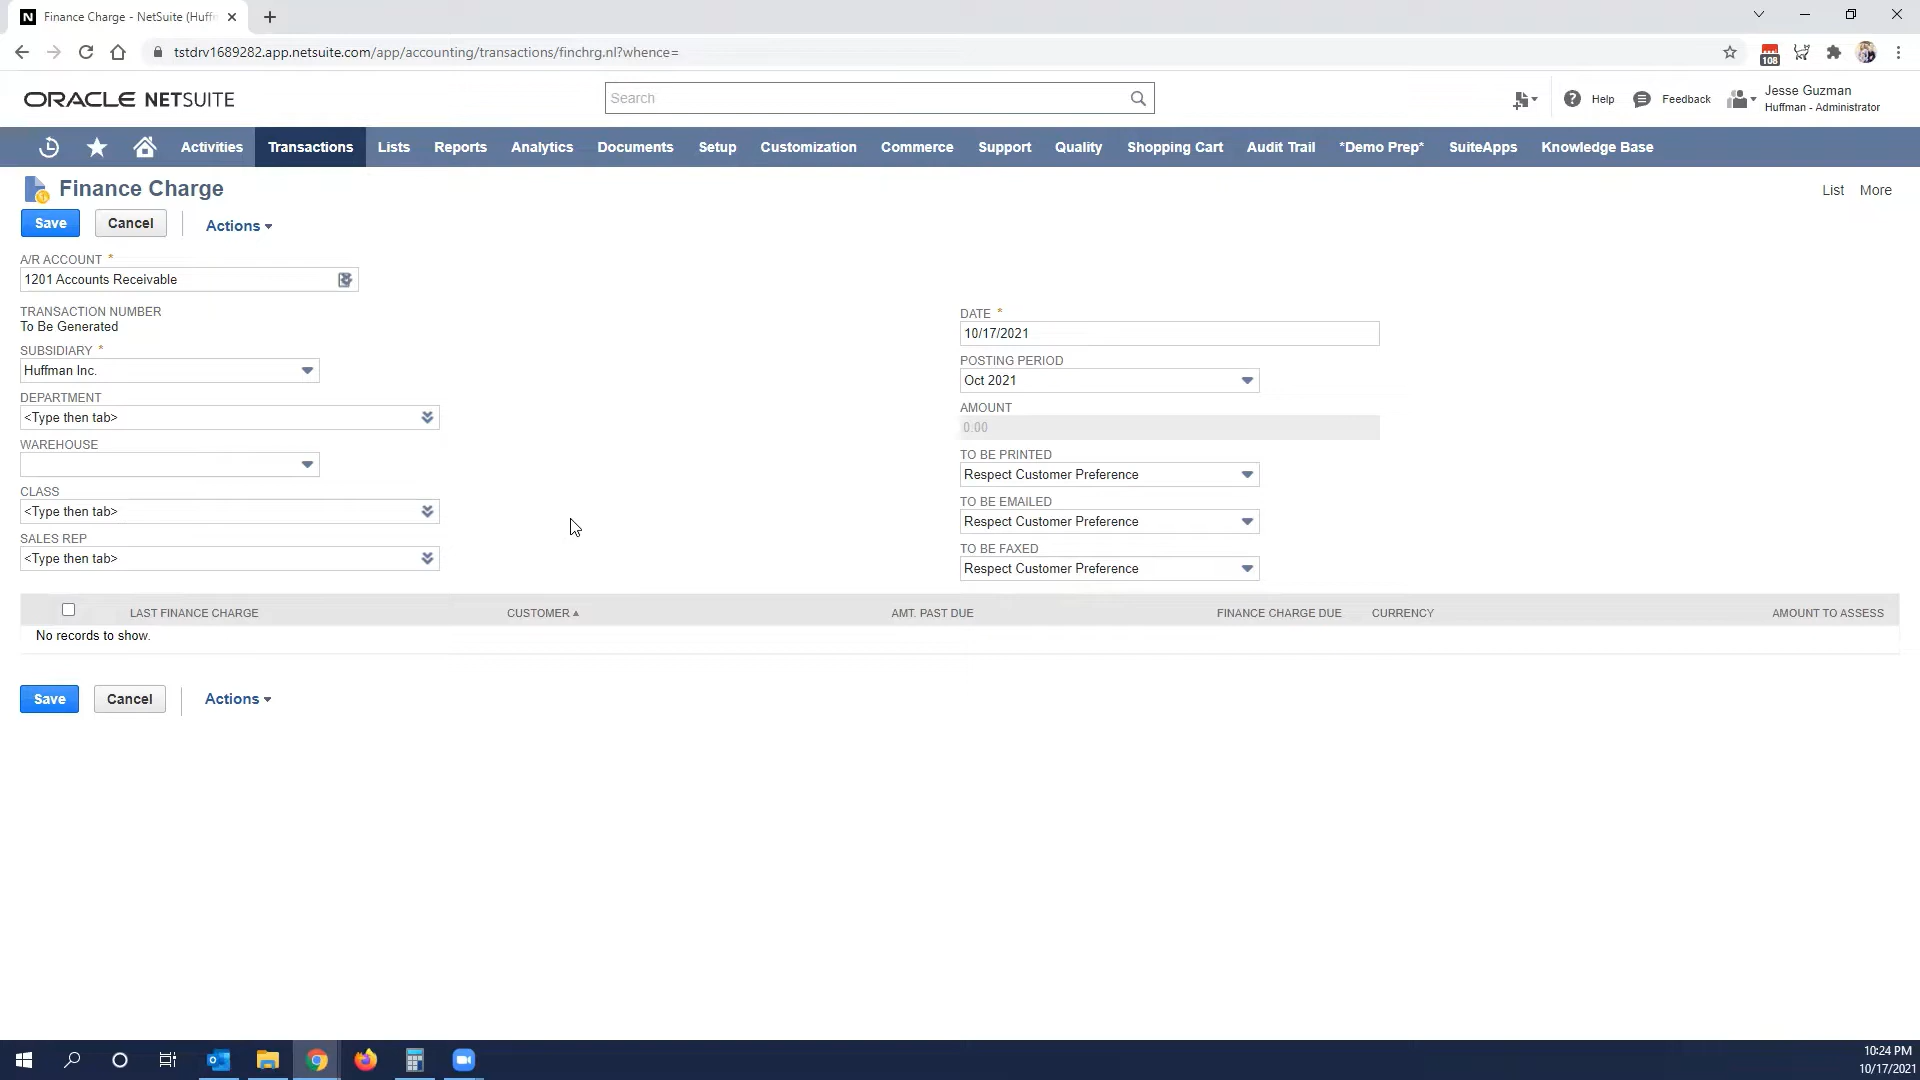 Finance Charge - NetSuite (Huff
tstdrv1689282.app.netsuite.com/app/accounting/transactions/finchrg.nl?whence=
108
ORACLE NETSUITE
Search
Help
Feedback
Jesse Guzman
Huffman - Administrator
Activities
Transactions
Lists
Reports
Analytics
Documents
Setup
Customization
Commerce
Support
Quality
Shopping Cart
Audit Trail
*Demo Prep*
SuiteApps
Knowledge Base
Finance Charge
List
More
Save
Cancel
Actions
A/R ACCOUNT *
1201 Accounts Receivable
TRANSACTION NUMBER
To Be Generated
SUBSIDIARY *
Huffman Inc.
DEPARTMENT
<Type then tab>
WAREHOUSE
CLASS
<Type then tab>
SALES REP
<Type then tab>
DATE *
10/17/2021
POSTING PERIOD
Oct 2021
AMOUNT
0.00
TO BE PRINTED
Respect Customer Preference
TO BE EMAILED
Respect Customer Preference
TO BE FAXED
Respect Customer Preference
LAST FINANCE CHARGE
CUSTOMER
AMT. PAST DUE
FINANCE CHARGE DUE
CURRENCY
AMOUNT TO ASSESS
No records to show.
Save
Cancel
Actions
10:24 PM
10/17/2021